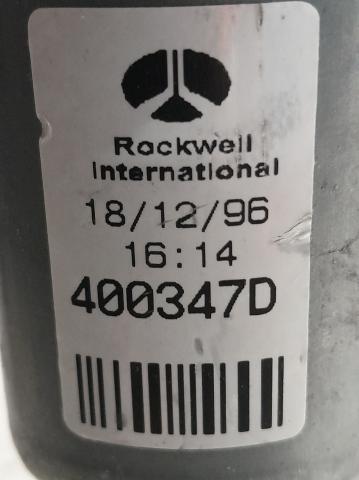 Rockwell
International
18/12/96
16:14
400347D